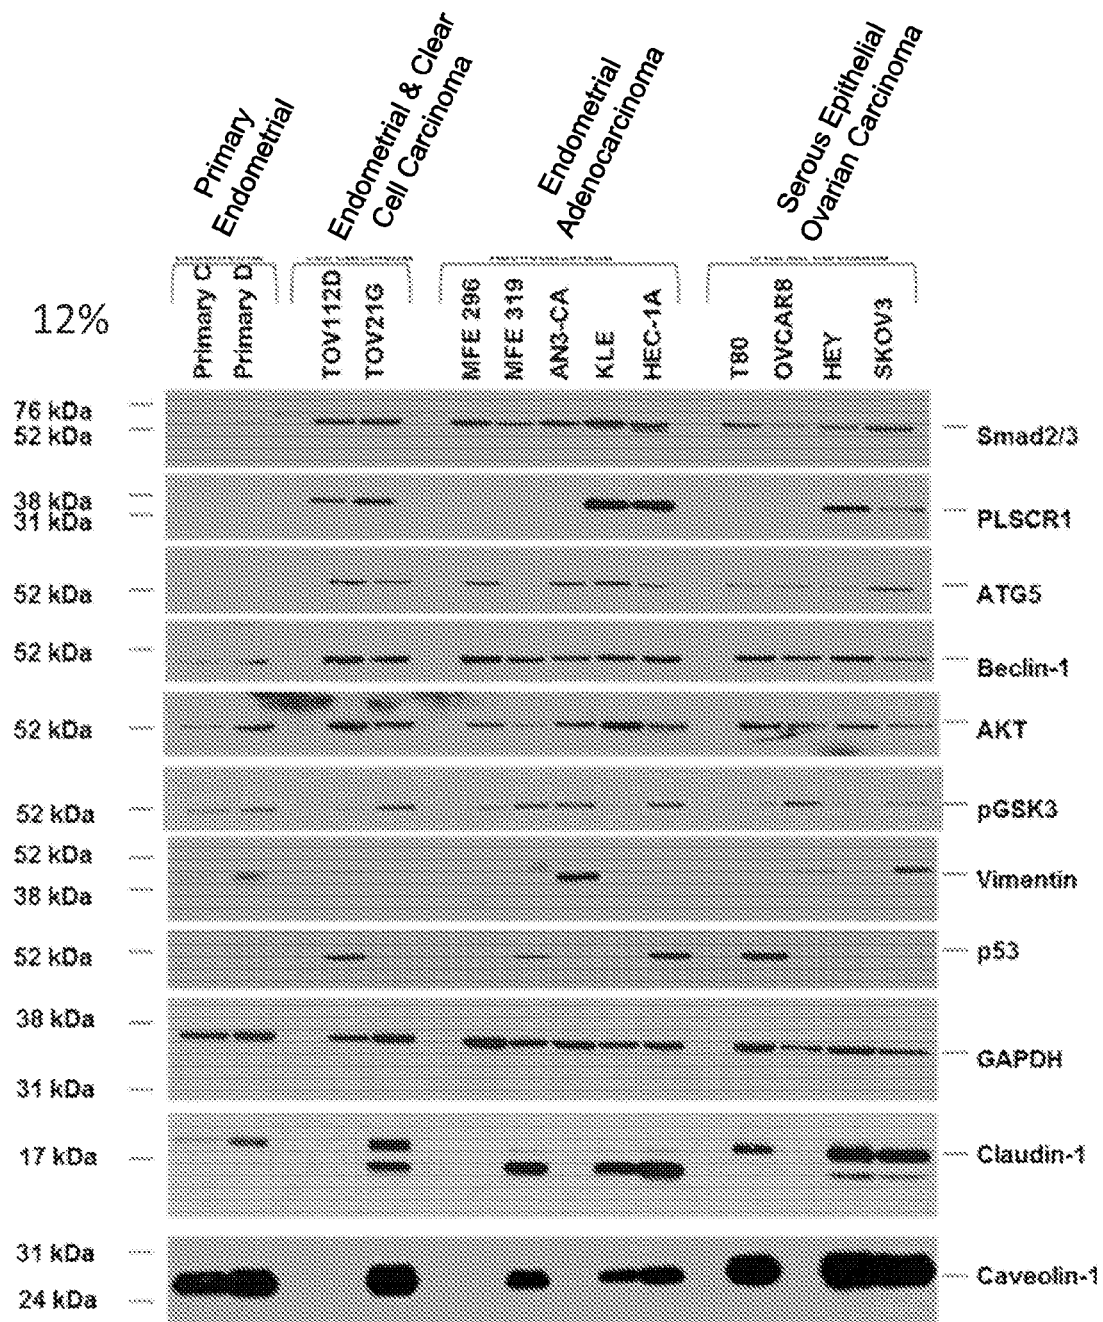 Primary
Endometrial
Endometrial & Clear
Cell Carcinoma
Endometrial
Adenocarcinoma
Serous Epithelial
Ovarian Carcinoma
12%
Primary C
Primary D
TOV112D
TOV21G
MFE 296
MFE 319
AN3-CA
KLE
HEC-1A
T80
OVCAR8
HEY
SKOV3
76 kDa
52 kDa
Smad2/3
38 kDa
31 kDa
PLSCR1
52 kDa
ATG5
52 kDa
Beclin-1
52 kDa
AKT
52 kDa
pGSK3
52 kDa
38 kDa
Vimentin
52 kDa
p53
38 kDa
31 kDa
GAPDH
17 kDa
Claudin-1
31 kDa
24 kDa
Caveolin-1